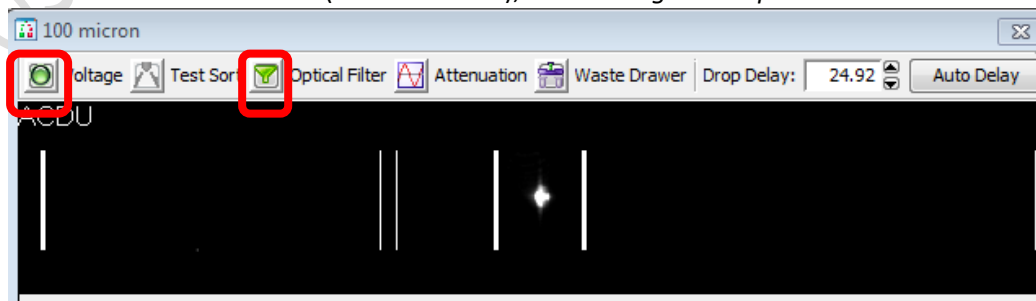 100 micron
Voltage Test Sort Optical Filter Attenuation Waste Drawer Drop Delay: 24.92 Auto Delay
ACDU